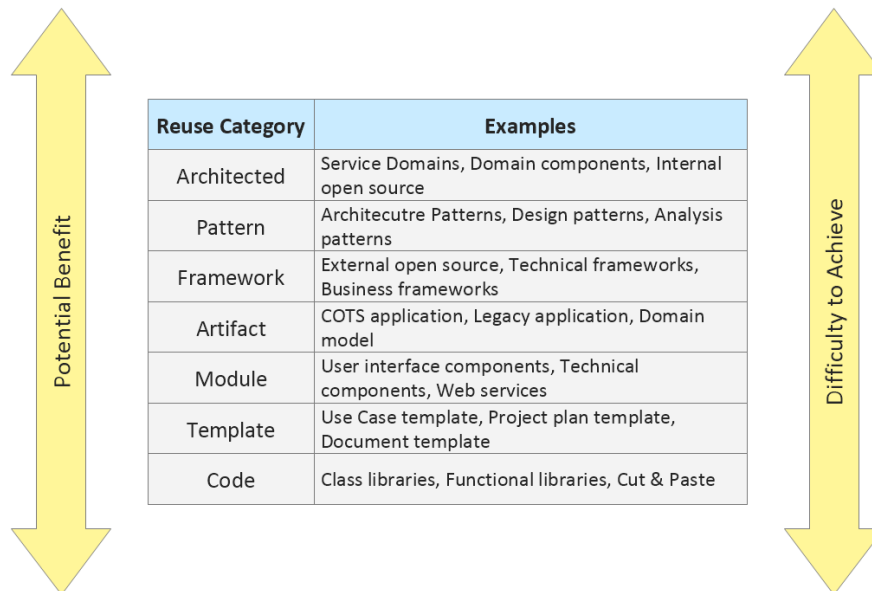 Reuse Category
Examples
Architected
Service Domains, Domain components, Internal
open source
Pattern
Architecutre Patterns, Design patterns, Analysis
patterns
Framework
External open source, Technical frameworks,
Business frameworks
Artifact
COTS application, Legacy application, Domain
model
Module
User interface components, Technical
components, Web services
Template
Use Case template, Project plan template,
Document template
Code
Class libraries, Functional libraries, Cut & Paste
Potential Benefit
Difficulty to Achieve